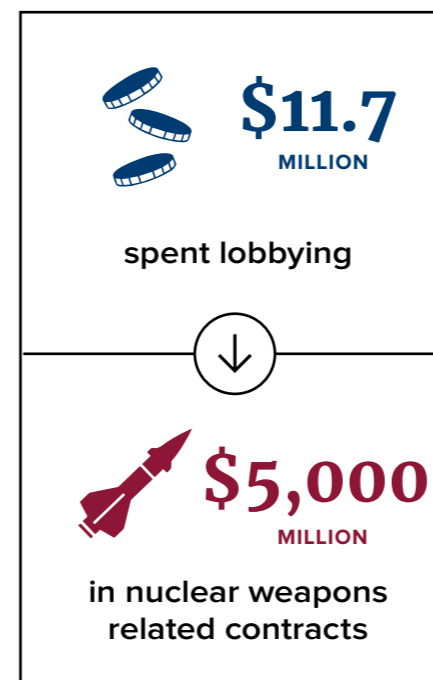 $11.7
MILLION
spent lobbying
$5,000
MILLION
in nuclear weapons
related contracts